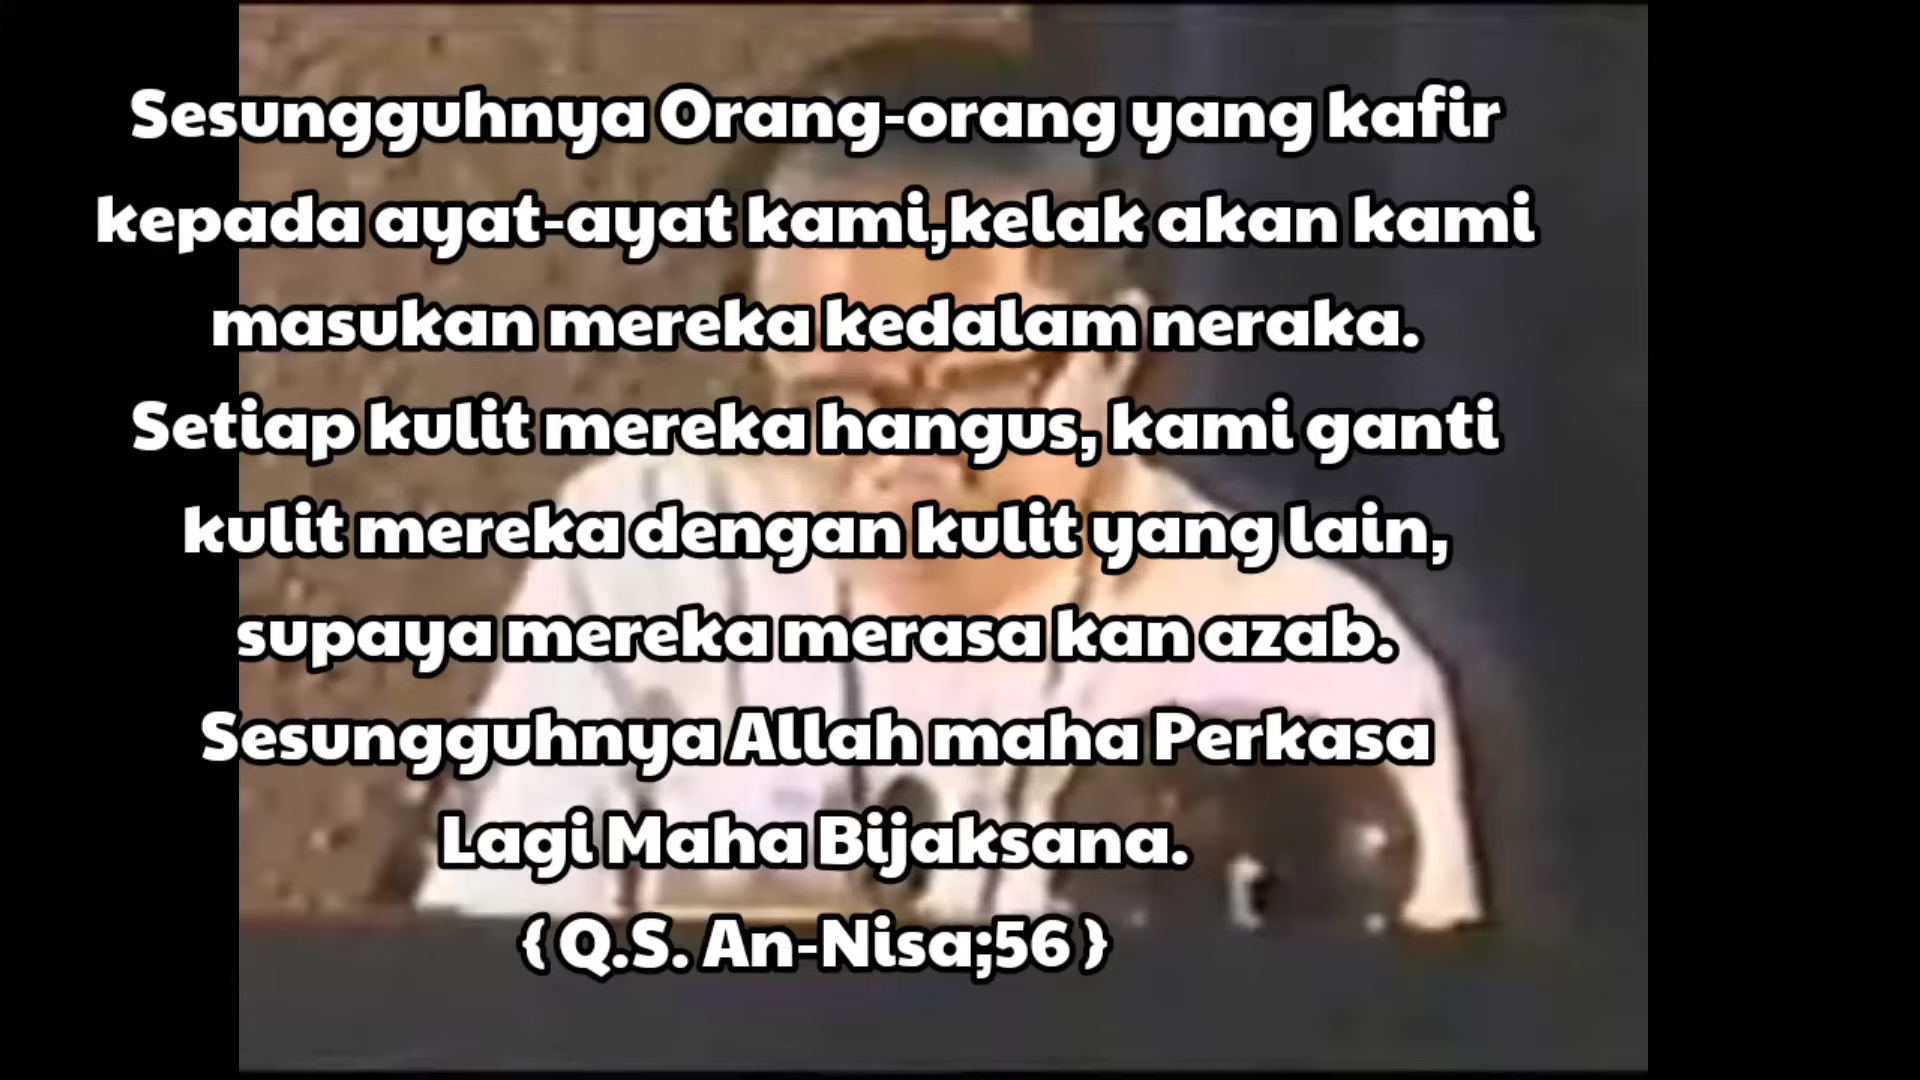 Sesungguhnya Orang-orang yang kafir
kepada ayat-ayat kami,kelak akan kami
masukan mereka kedalam neraka.
Setiap kulit mereka hangus, kami ganti
kulit mereka dengan kulit yang lain,
supaya mereka merasa kan azab.
Sesungguhnya Allah maha Perkasa
Lagi Maha Bijaksana.
{ Q.S. An-Nisa;56 }